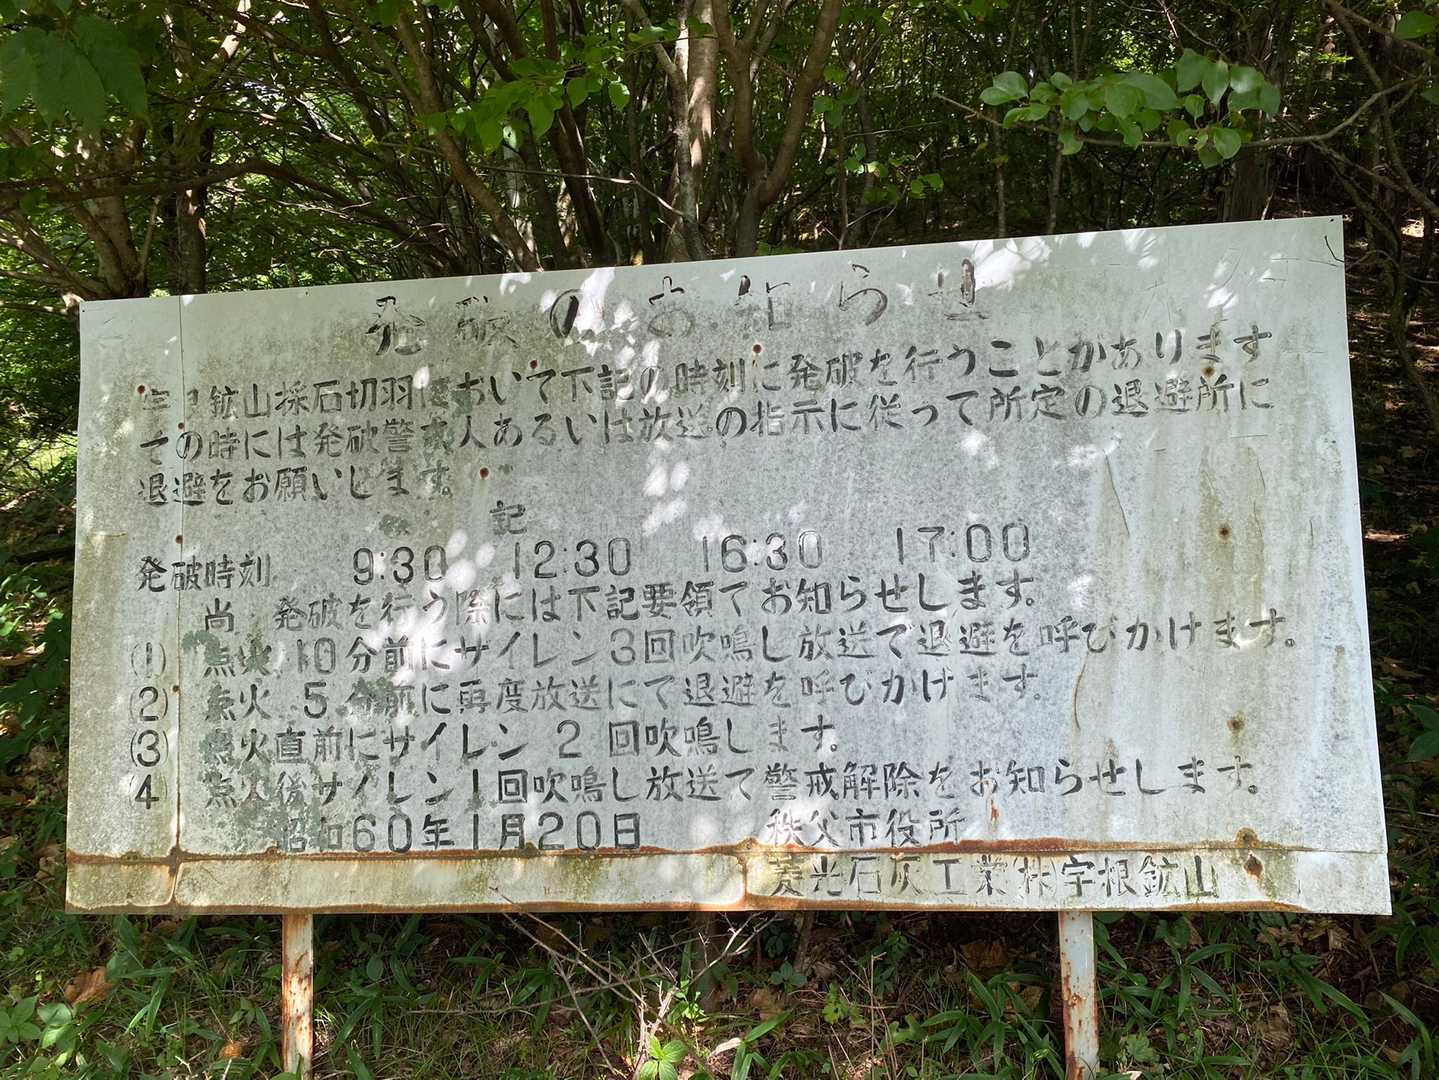 発破のお知らせ
宇根鉱山採石切羽において下記の時刻に発破を行うことがあります
その時には発破警戒人あるいは放送の指示に従って所定の退避所に
退避をお願いします。
記
発破時刻 9:30 12:30 16:30 17:00
尚 発破を行う際には下記要領でお知らせします。
(1) 点火 10分前にサイレン3回吹鳴し放送で退避を呼びかけます。
(2) 点火 5分前に再度放送にて退避を呼びかけます。
(3) 点火直前にサイレン 2 回吹鳴します。
(4) 点火後サイレン1回吹鳴し放送で警戒解除をお知らせします。
昭和60年1月20日 秩父市役所
菱光石灰工業㈱宇根鉱山